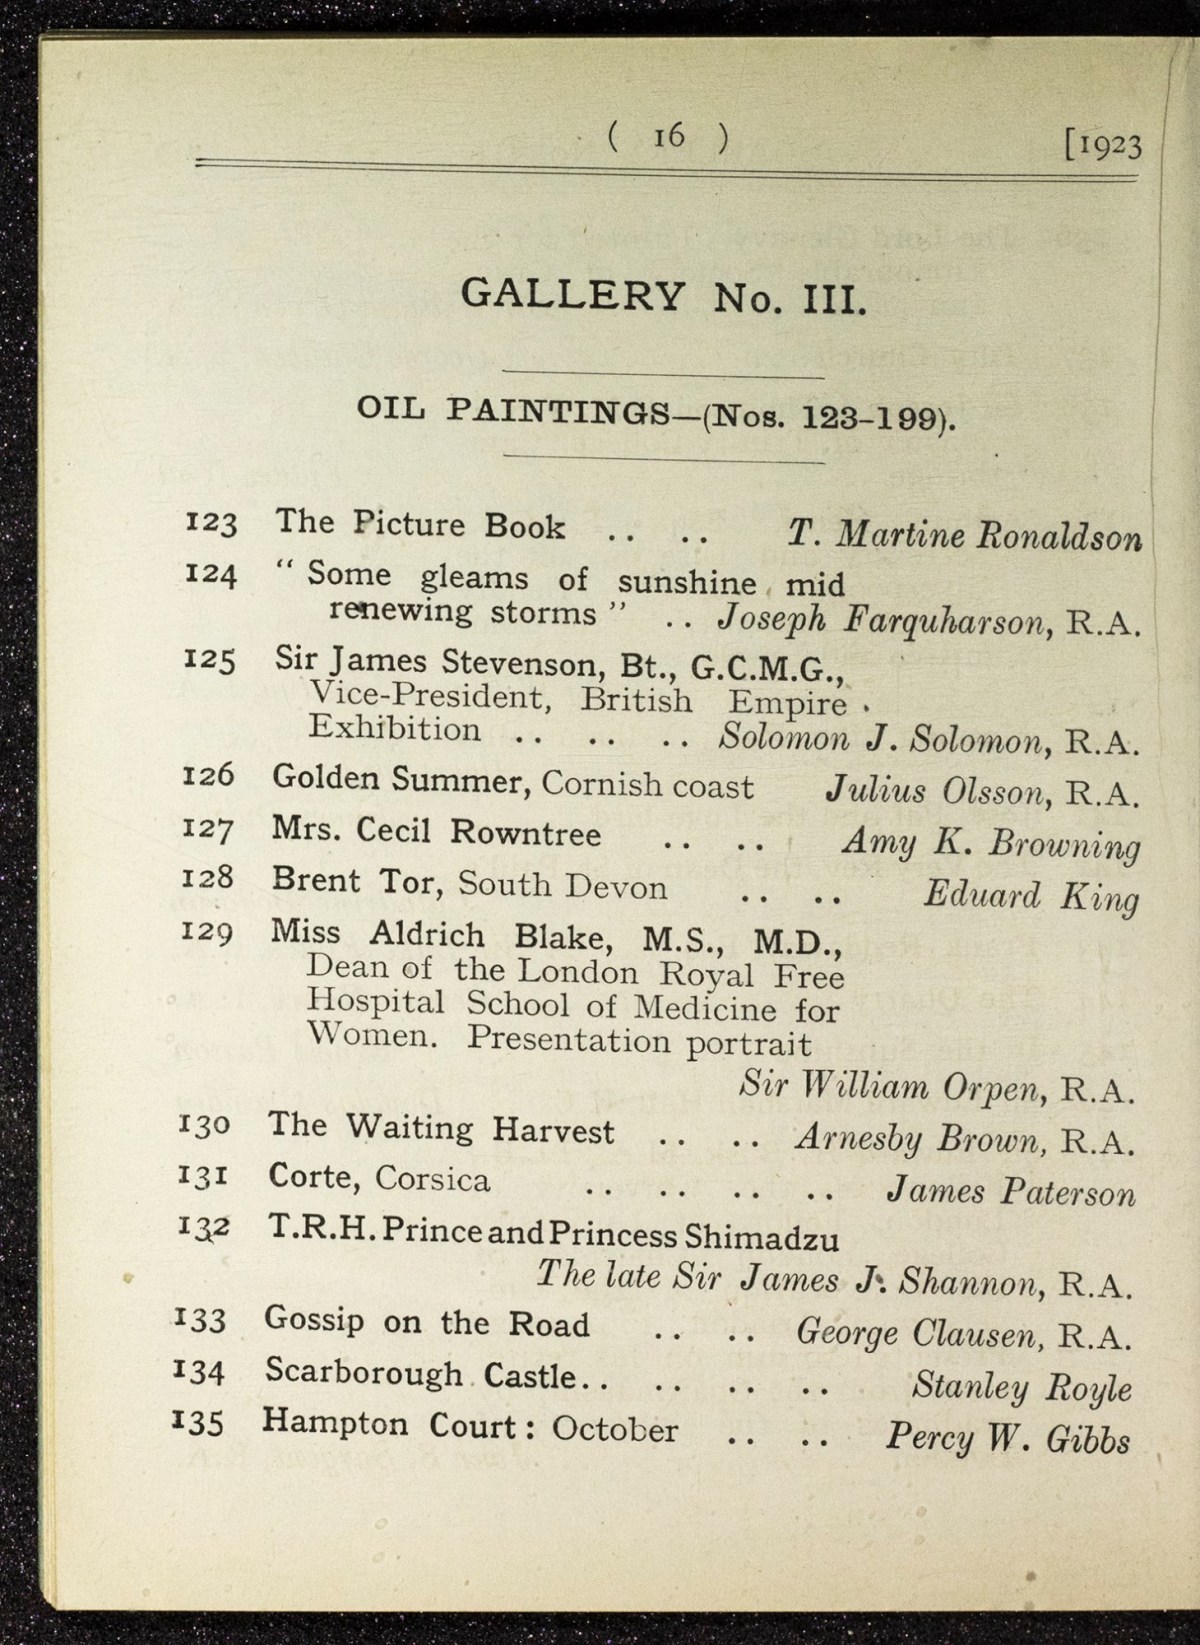 ( 16 ) [1923
GALLERY No. III.
OIL PAINTINGS—(Nos. 123-199).
123 The Picture Book .. .. T. Martine Ronaldson
124 " Some gleams of sunshine mid
renewing storms " .. Joseph Farquharson, R.A.
125 Sir James Stevenson, Bt., G.C.M.G.,
Vice-President, British Empire
Exhibition .. .. .. Solomon J. Solomon, R.A.
126 Golden Summer, Cornish coast Julius Olsson, R.A.
127 Mrs. Cecil Rowntree .. .. Amy K. Browning
128 Brent Tor, South Devon .. .. Eduard King
129 Miss Aldrich Blake, M.S., M.D.,
Dean of the London Royal Free
Hospital School of Medicine for
Women. Presentation portrait
Sir William Orpen, R.A.
130 The Waiting Harvest .. .. Arnesby Brown, R.A.
131 Corte, Corsica .. .. .. .. James Paterson
132 T.R.H. Prince and Princess Shimadzu
The late Sir James J. Shannon, R.A.
133 Gossip on the Road .. .. George Clausen, R.A.
134 Scarborough Castle.. .. .. .. Stanley Royle
135 Hampton Court: October .. .. Percy W. Gibbs